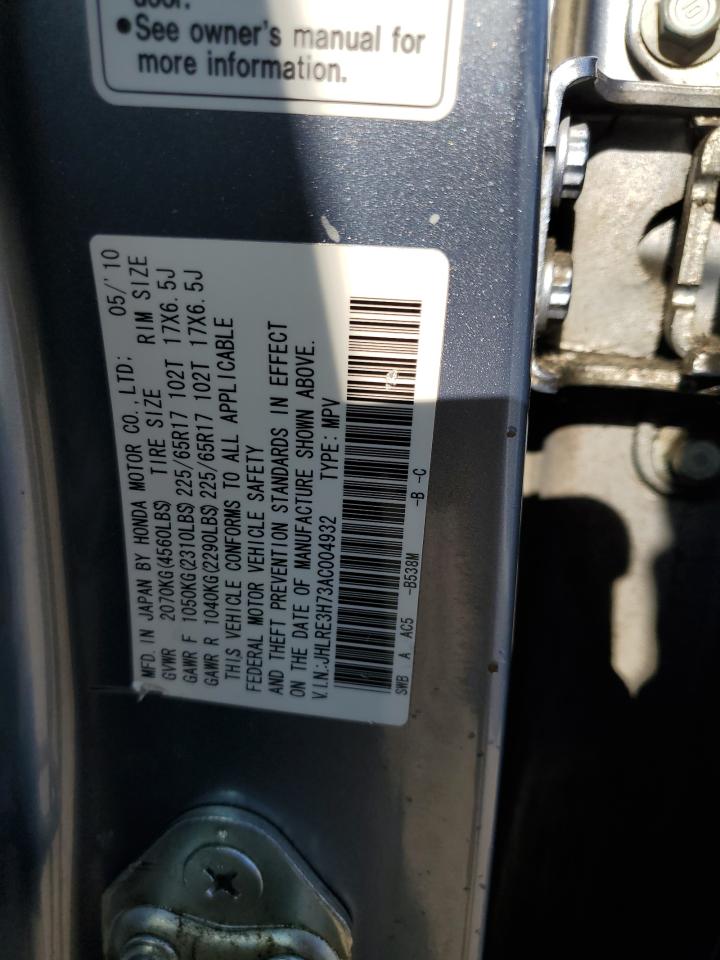 door.
●See owner's manual for
more information.
MFD. IN JAPAN BY HONDA MOTOR CO., LTD; 05/'10
GVWR 2070KG(4560LBS) TIRE SIZE RIM SIZE
GAWR F 1050KG(2310LBS) 225/65R17 102T 17X6.5J
GAWR R 1040KG(2290LBS) 225/65R17 102T 17X6.5J
THIS VEHICLE CONFORMS TO ALL APPLICABLE
FEDERAL MOTOR VEHICLE SAFETY
AND THEFT PREVENTION STANDARDS IN EFFECT
ON THE DATE OF MANUFACTURE SHOWN ABOVE.
V.I.N.:JHLRE3H73AC004932 TYPE: MPV
SWB A AC5 -B538M -B -C